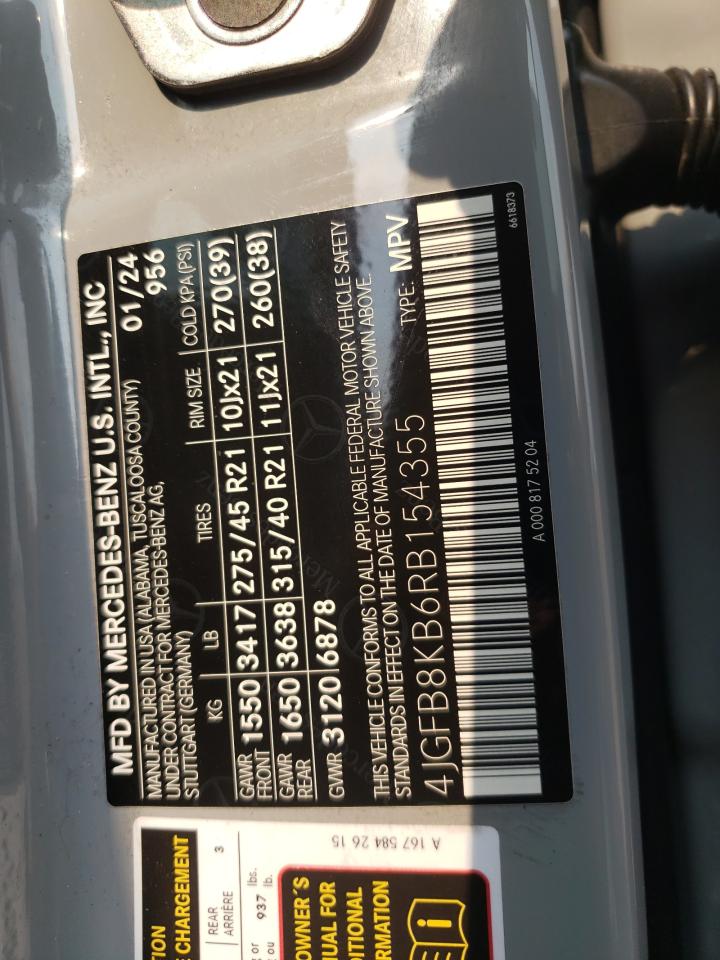 MFD BY MERCEDES-BENZ U.S. INTL., INC
MANUFACTURED IN USA (ALABAMA, TUSCALOOSA COUNTY) 01/24
UNDER CONTRACT FOR MERCEDES-BENZ AG, 956
STUTTGART (GERMANY)
KG LB TIRES RIM SIZE COLD KPA (PSI)
GAWR FRONT 1550 3417 275/45 R21 10Jx21 270(39)
GAWR REAR 1650 3638 315/40 R21 11Jx21 260(38)
GVWR 3120 6878
THIS VEHICLE CONFORMS TO ALL APPLICABLE FEDERAL MOTOR VEHICLE SAFETY
STANDARDS IN EFFECT ON THE DATE OF MANUFACTURE SHOWN ABOVE.
4JGFB8KB6RB154355 TYPE: MPV
A 000 817 52 04 6618373
CHARGEMENT
REAR 3
ARRIÈRE
or 937 lbs.
ou lb.
OWNER'S
FOR
A 167 584 26 15